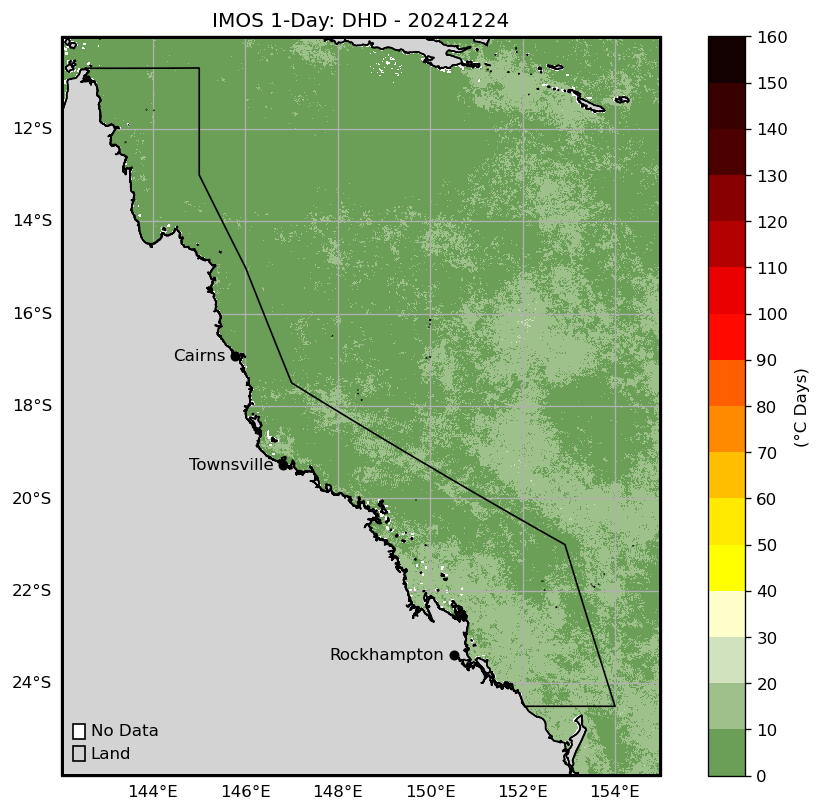 IMOS 1-Day: DHD - 20241224
12°S
14°S
16°S
18°S
20°S
22°S
24°S
Cairns
Townsville
Rockhampton
No Data
Land
144°E 146°E 148°E 150°E 152°E 154°E
160
150
140
130
120
110
100
90
80
70
60
50
40
30
20
10
0
(°C Days)